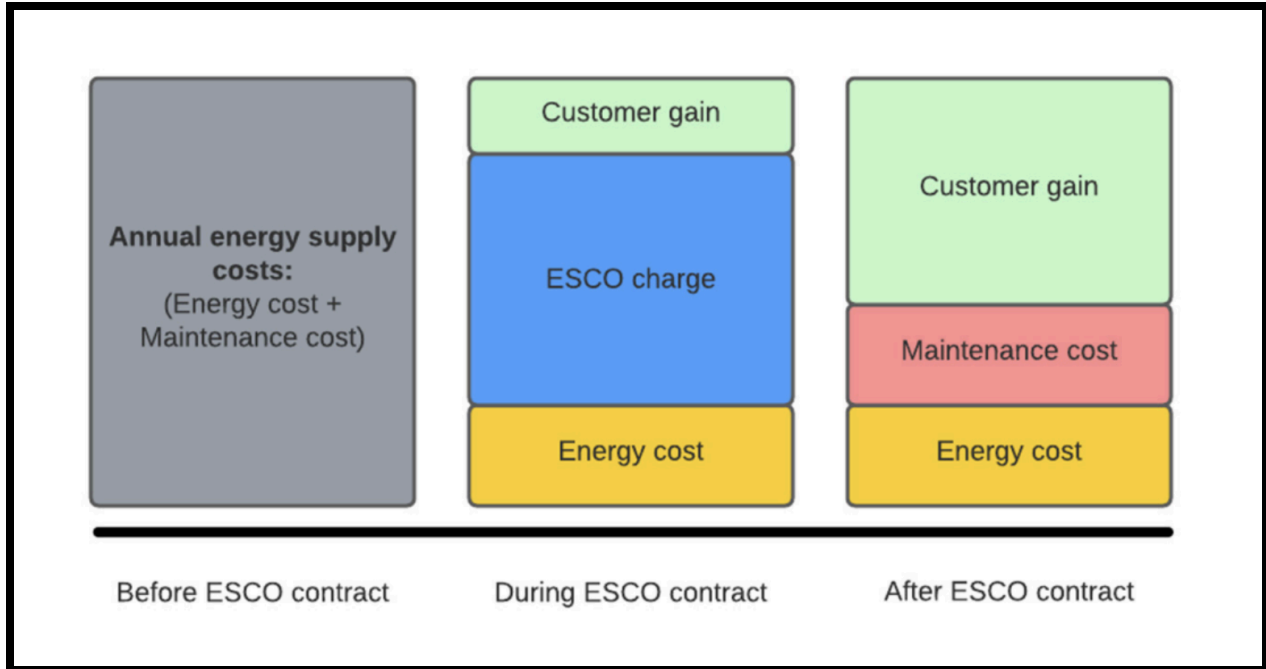 Annual energy supply
costs:
(Energy cost +
Maintenance cost)
Customer gain
ESCO charge
Energy cost
Customer gain
Maintenance cost
Energy cost
Before ESCO contract
During ESCO contract
After ESCO contract